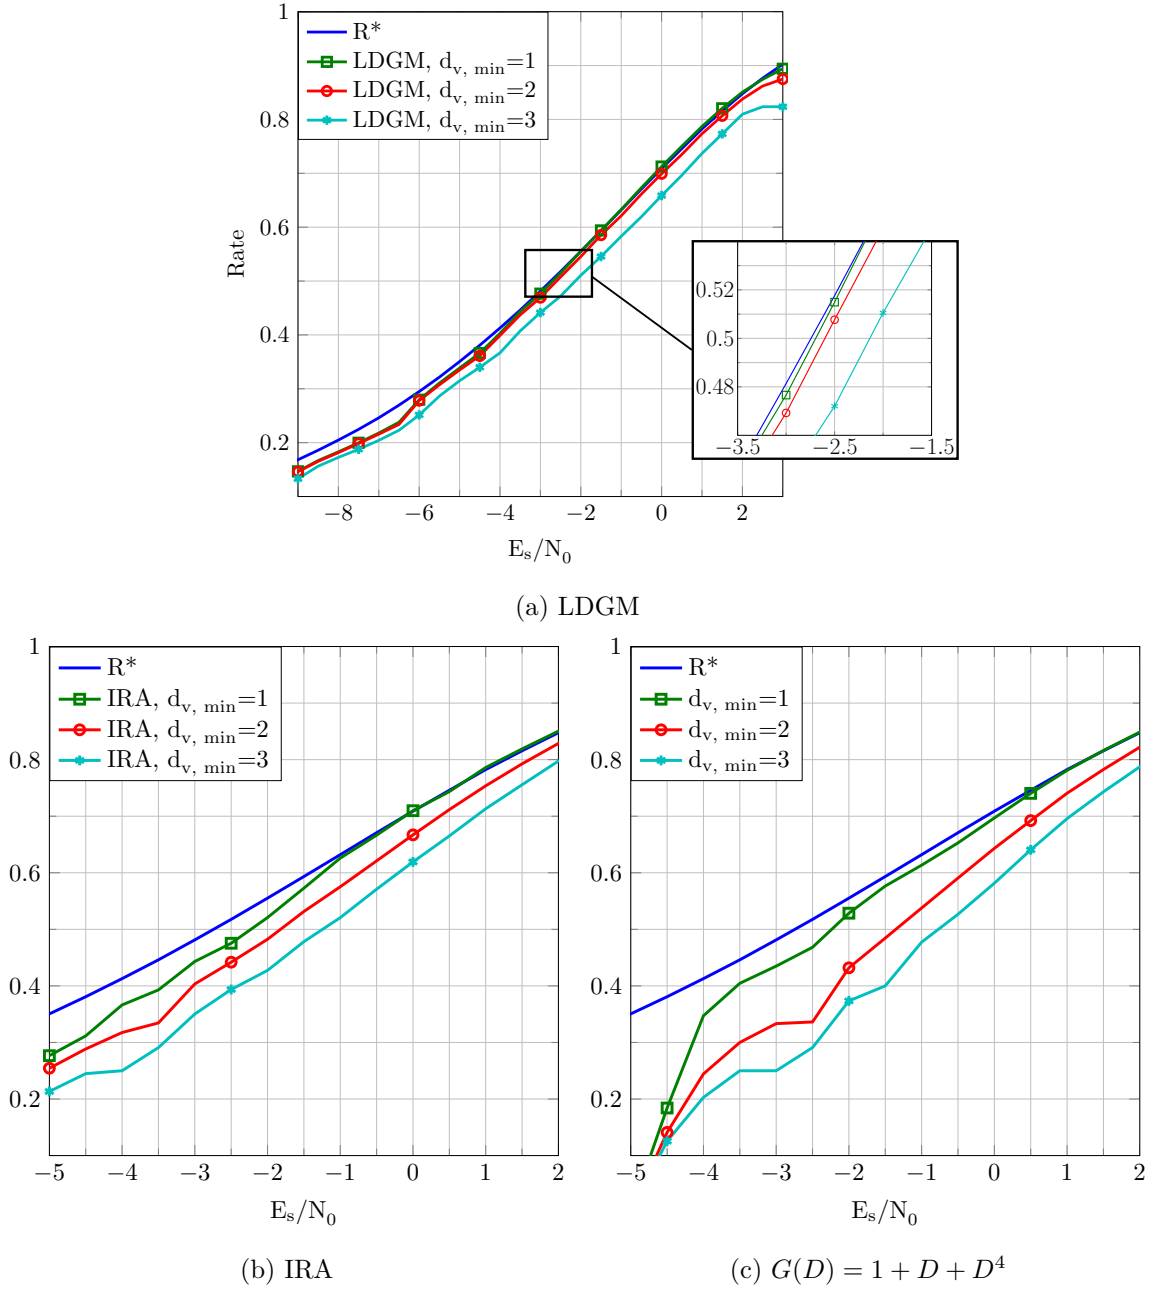 1
0.8
0.6
0.4
0.2
Rate
R*
LDGM, d_v, min=1
LDGM, d_v, min=2
LDGM, d_v, min=3
0.52
0.5
0.48
−3.5 −2.5 −1.5
−8 −6 −4 −2 0 2
E_s/N_0
(a) LDGM
1
0.8
0.6
0.4
0.2
R*
IRA, d_v, min=1
IRA, d_v, min=2
IRA, d_v, min=3
−5 −4 −3 −2 −1 0 1 2
E_s/N_0
(b) IRA
1
0.8
0.6
0.4
0.2
R*
d_v, min=1
d_v, min=2
d_v, min=3
−5 −4 −3 −2 −1 0 1 2
E_s/N_0
(c) G(D) = 1 + D + D^4